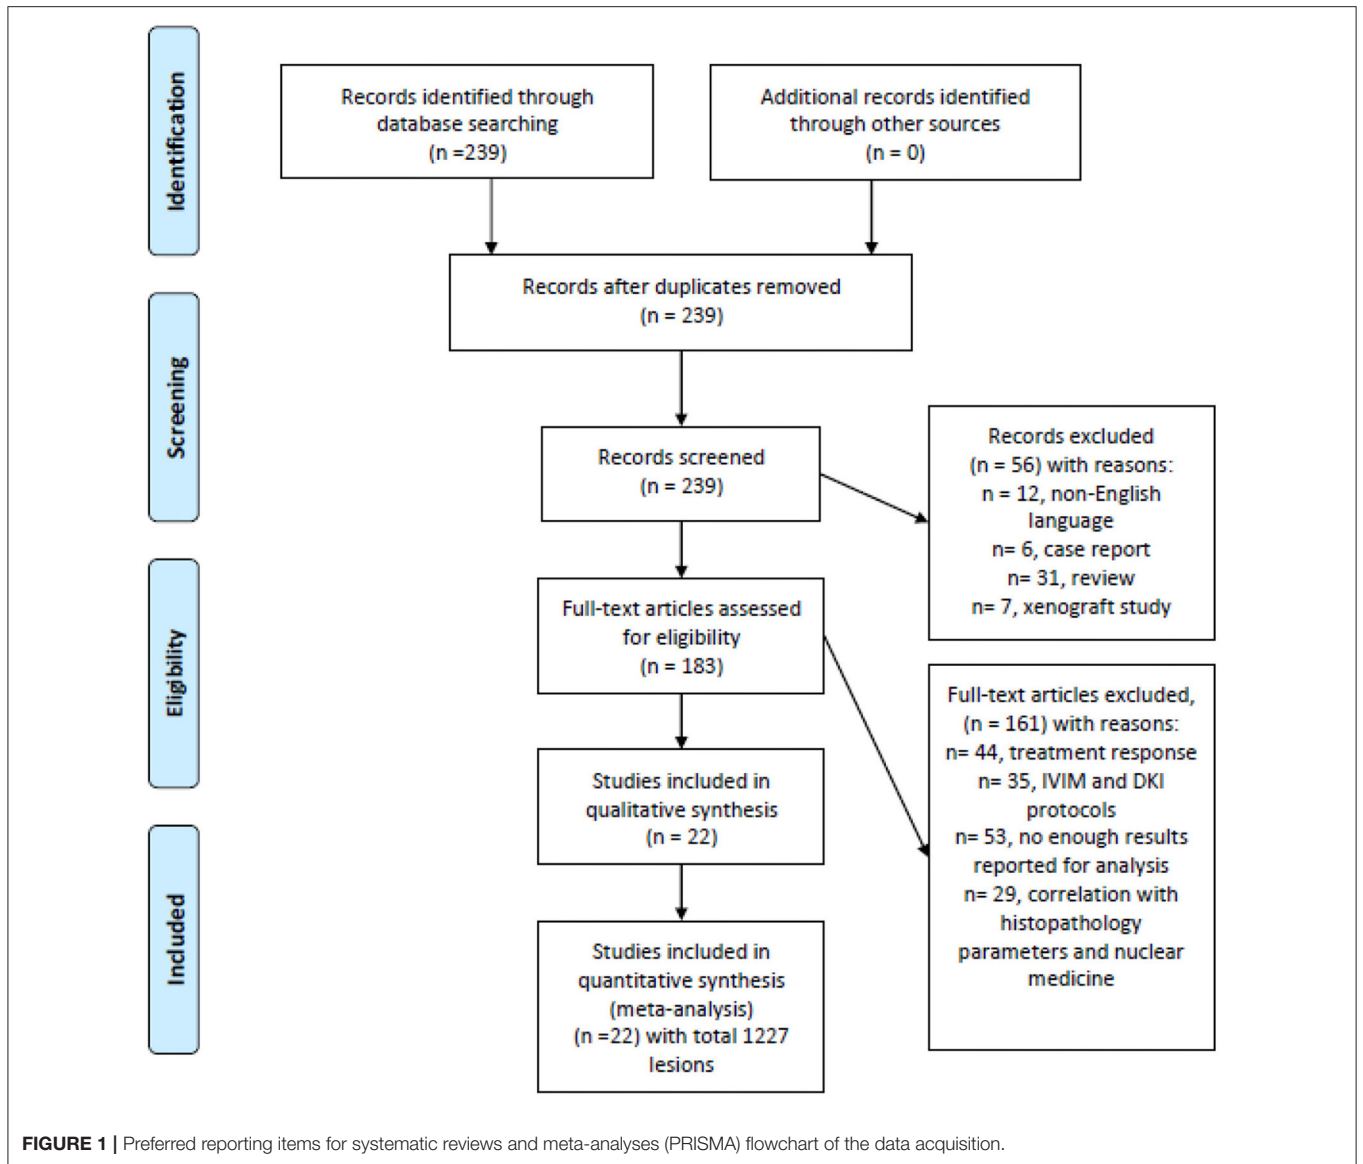 Identification
Records identified through
database searching
(n =239)
Additional records identified
through other sources
(n = 0)
Records after duplicates removed
(n = 239)
Screening
Records screened
(n = 239)
Records excluded
(n = 56) with reasons:
n = 12, non-English
language
n= 6, case report
n= 31, review
n= 7, xenograft study
Eligibility
Full-text articles assessed
for eligibility
(n = 183)
Full-text articles excluded,
(n = 161) with reasons:
n= 44, treatment response
n= 35, IVIM and DKI
protocols
n= 53, no enough results
reported for analysis
n= 29, correlation with
histopathology
parameters and nuclear
medicine
Studies included in
qualitative synthesis
(n = 22)
Included
Studies included in
quantitative synthesis
(meta-analysis)
(n =22) with total 1227
lesions
FIGURE 1 | Preferred reporting items for systematic reviews and meta-analyses (PRISMA) flowchart of the data acquisition.